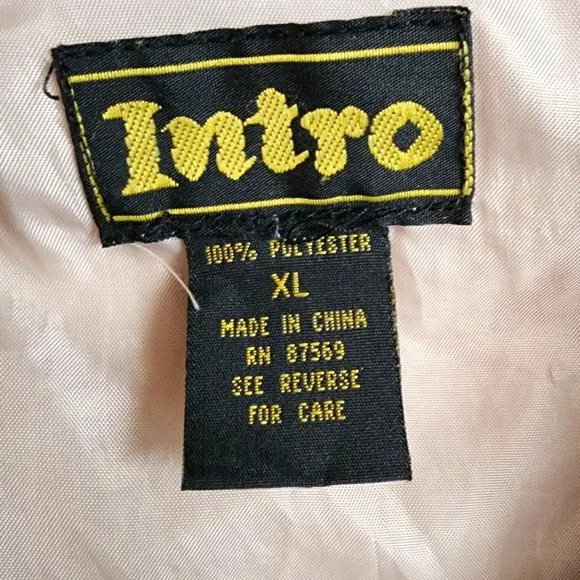 Intro
100% POLYESTER
XL
MADE IN CHINA
RN 87569
SEE REVERSE
FOR CARE